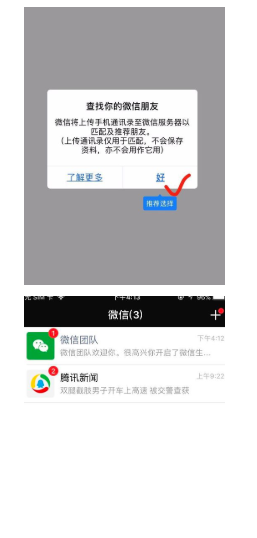 查找你的微信朋友
微信将上传手机通讯录至微信服务器以
匹配及推荐朋友。
(上传通讯录仅用于匹配，不会保存
资料，亦不会用作它用)
了解更多
好
推荐选择
无 SIM 卡
下午4:13
96%
微信(3)
1
微信团队
下午4:12
微信团队欢迎你。很高兴你开启了微信生...
2
腾讯新闻
上午9:22
双腿截肢男子开车上高速 被交警查获